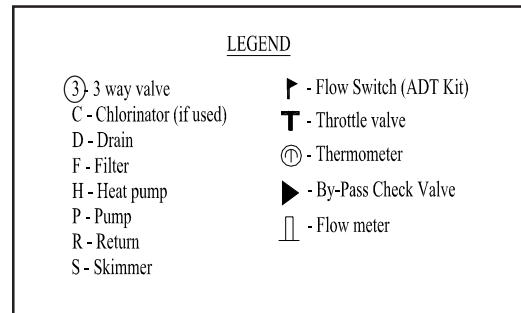 LEGEND
3 - 3 way valve
C - Chlorinator (if used)
D - Drain
F - Filter
H - Heat pump
P - Pump
R - Return
S - Skimmer
- Flow Switch (ADT Kit)
T - Throttle valve
- Thermometer
- By-Pass Check Valve
- Flow meter